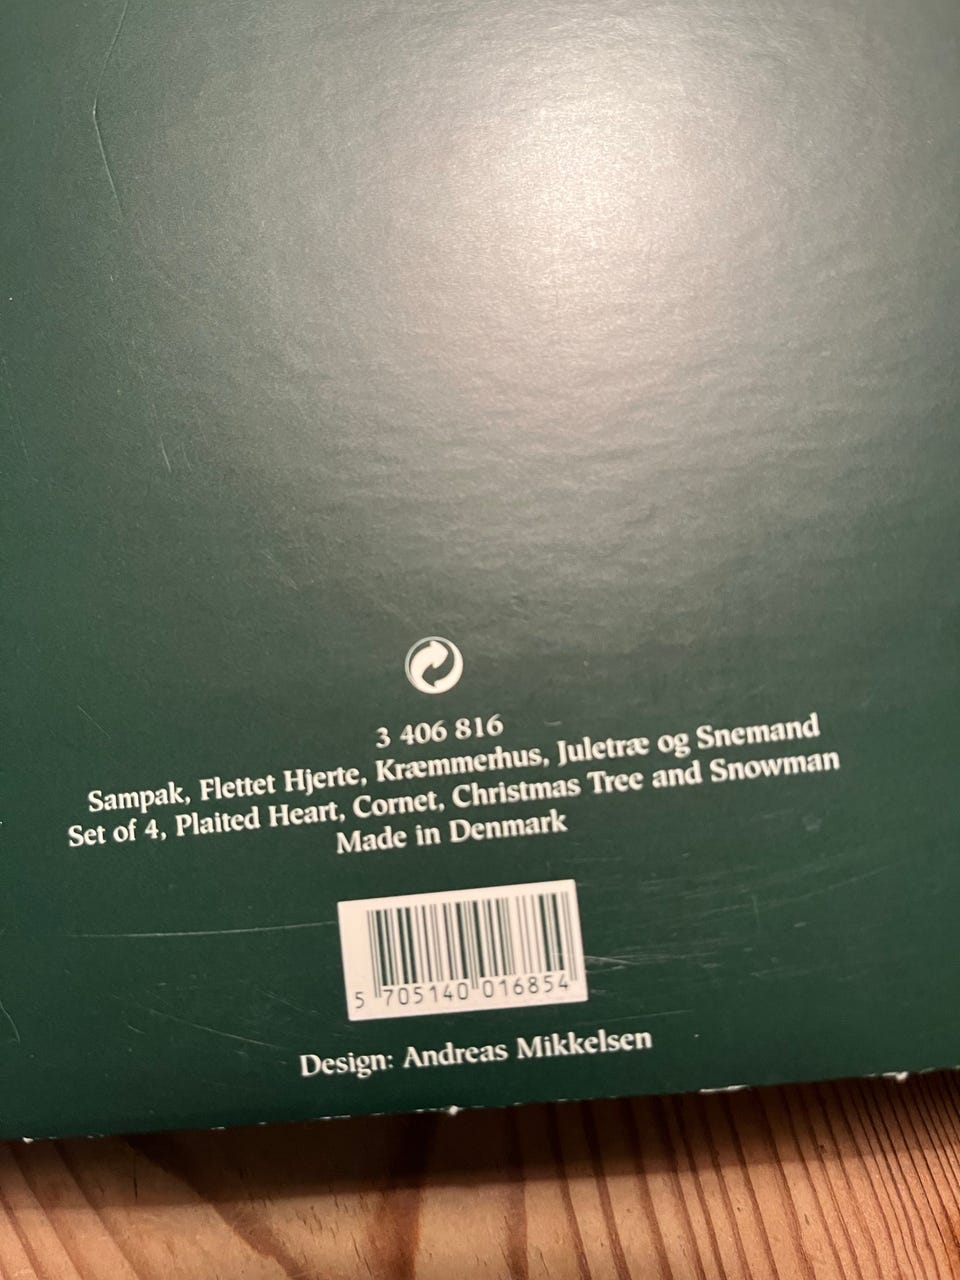 3 406 816
Sampak, Flettet Hjerte, Kræmmerhus, Juletræ og Snemand
Set of 4, Plaited Heart, Cornet, Christmas Tree and Snowman
Made in Denmark
5 705140 016854
Design: Andreas Mikkelsen